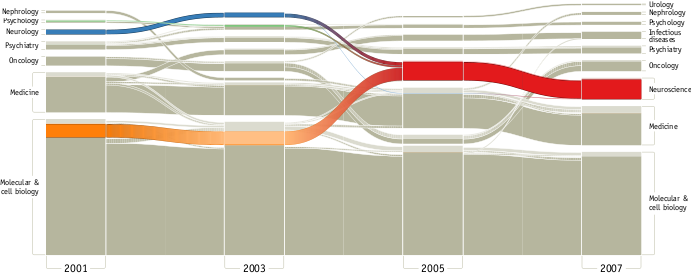 Nephrology
Psychology
Neurology
Psychiatry
Oncology
Medicine
Molecular &
cell biology
Urology
Nephrology
Psychology
Infectious
diseases
Psychiatry
Oncology
Neuroscience
Medicine
Molecular &
cell biology
2001
2003
2005
2007